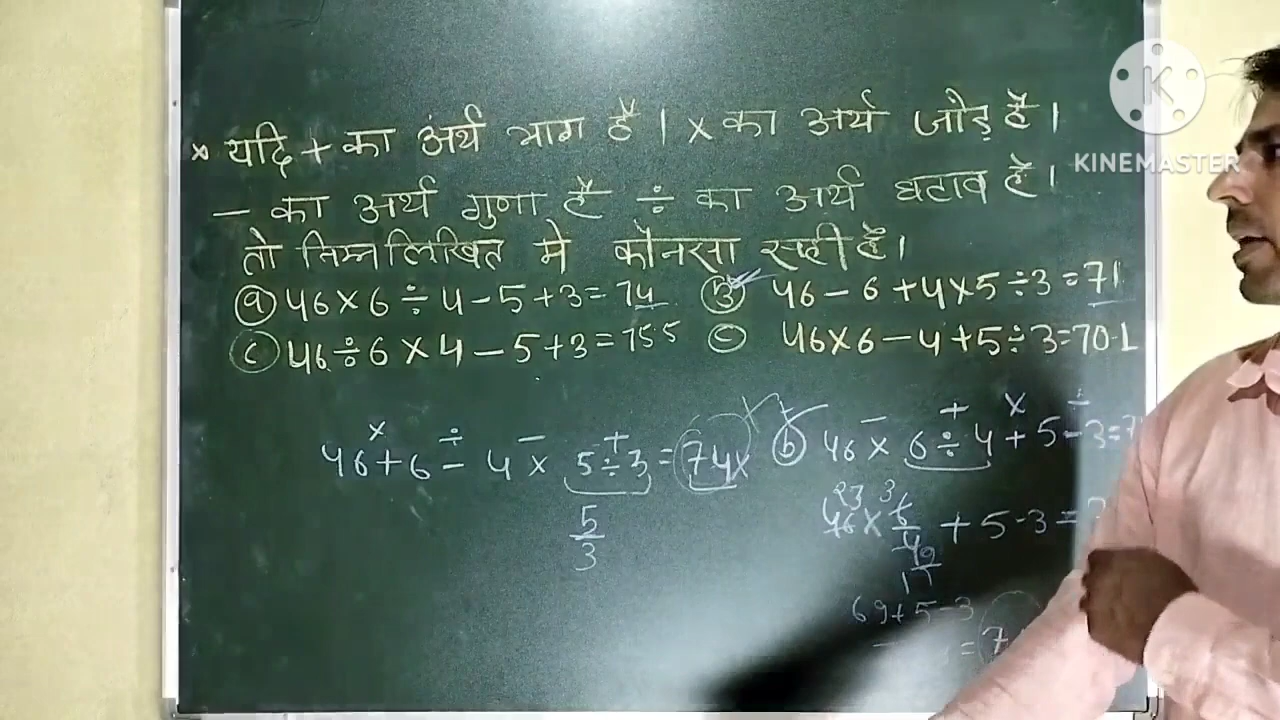 × यदि + का अर्थ भाग है। × का अर्थ जोड़ है।
KINEMASTER
− का अर्थ गुणा है ÷ का अर्थ घटाव है।
तो निम्नलिखित मे कौनसा सही है।
(a) 46 × 6 ÷ 4 − 5 + 3 = 74 (b) 46 − 6 + 4 × 5 ÷ 3 = 71
(c) 46 ÷ 6 × 4 − 5 + 3 = 75.5 (c) 46 × 6 − 4 + 5 ÷ 3 = 70.1
× ÷ − + − + × ÷
46 + 6 − 4 × 5 ÷ 3 = 74 × (b) 46 × 6 ÷ 4 + 5 − 3 = 7
23 3
5/3 46 × 6/4 + 5 - 3 =
69 + 5 - 3
= 7